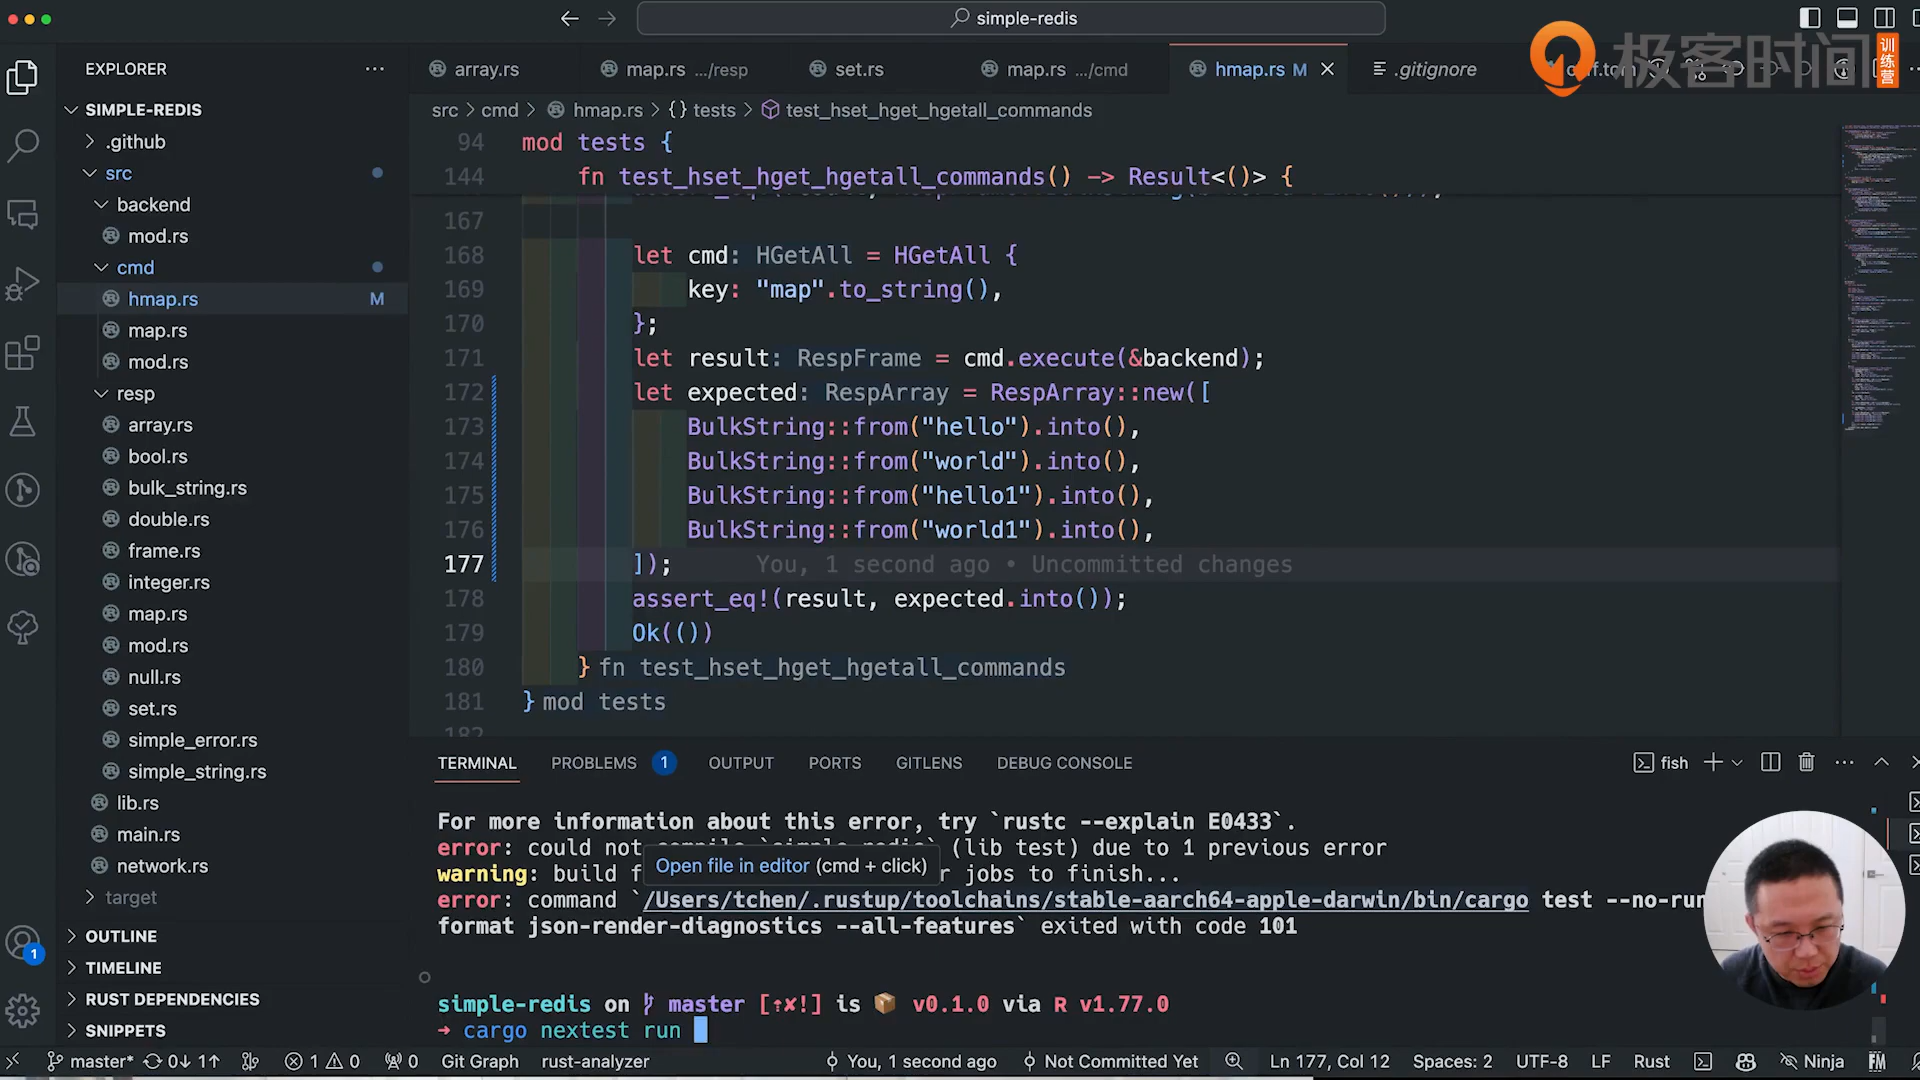 simple-redis
EXPLORER
SIMPLE-REDIS
.github
src
backend
mod.rs
cmd
hmap.rs M
map.rs
mod.rs
resp
array.rs
bool.rs
bulk_string.rs
double.rs
frame.rs
integer.rs
map.rs
mod.rs
null.rs
set.rs
simple_error.rs
simple_string.rs
lib.rs
main.rs
network.rs
target
OUTLINE
TIMELINE
RUST DEPENDENCIES
SNIPPETS
array.rs map.rs .../resp set.rs map.rs .../cmd hmap.rs M .gitignore
极客时间 训练营
src > cmd > hmap.rs > {} tests > test_hset_hget_hgetall_commands
94 mod tests {
144 fn test_hset_hget_hgetall_commands() -> Result<()> {
167
168 let cmd: HGetAll = HGetAll {
169 key: "map".to_string(),
170 };
171 let result: RespFrame = cmd.execute(&backend);
172 let expected: RespArray = RespArray::new([
173 BulkString::from("hello").into(),
174 BulkString::from("world").into(),
175 BulkString::from("hello1").into(),
176 BulkString::from("world1").into(),
177 ]); You, 1 second ago • Uncommitted changes
178 assert_eq!(result, expected.into());
179 Ok(())
180 } fn test_hset_hget_hgetall_commands
181 } mod tests
182
TERMINAL PROBLEMS 1 OUTPUT PORTS GITLENS DEBUG CONSOLE fish
For more information about this error, try `rustc --explain E0433`.
error: could not compile `simple-redis` (lib test) due to 1 previous error
Open file in editor (cmd + click)
warning: build f r jobs to finish...
error: command `/Users/tchen/.rustup/toolchains/stable-aarch64-apple-darwin/bin/cargo test --no-run
format json-render-diagnostics --all-features` exited with code 101
simple-redis on master [⇡✘!] is 📦 v0.1.0 via R v1.77.0
➜ cargo nextest run
1
master* 0↓ 1↑ 1 0 0 Git Graph rust-analyzer You, 1 second ago Not Committed Yet Ln 177, Col 12 Spaces: 2 UTF-8 LF Rust Ninja